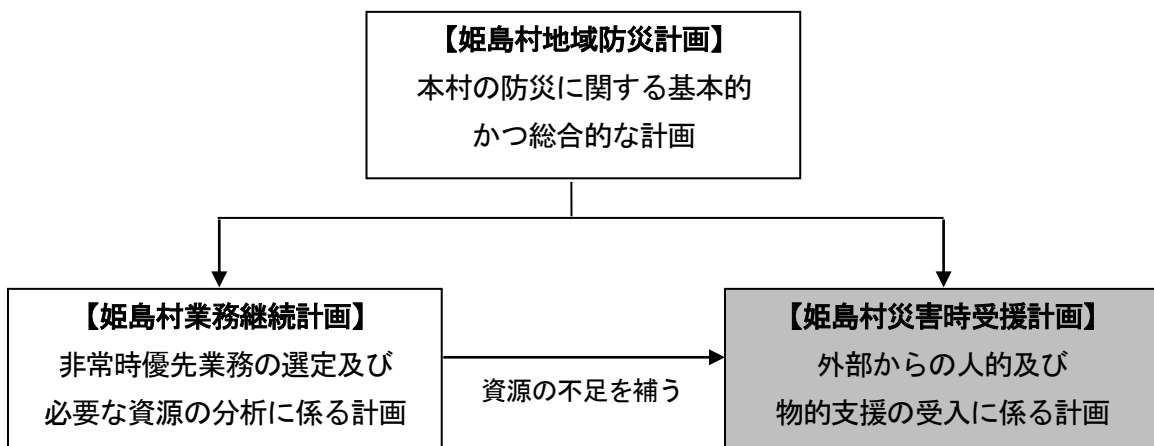 【姫島村地域防災計画】
本村の防災に関する基本的
かつ総合的な計画
【姫島村業務継続計画】
非常時優先業務の選定及び
必要な資源の分析に係る計画
資源の不足を補う
【姫島村災害時受援計画】
外部からの人的及び
物的支援の受入に係る計画